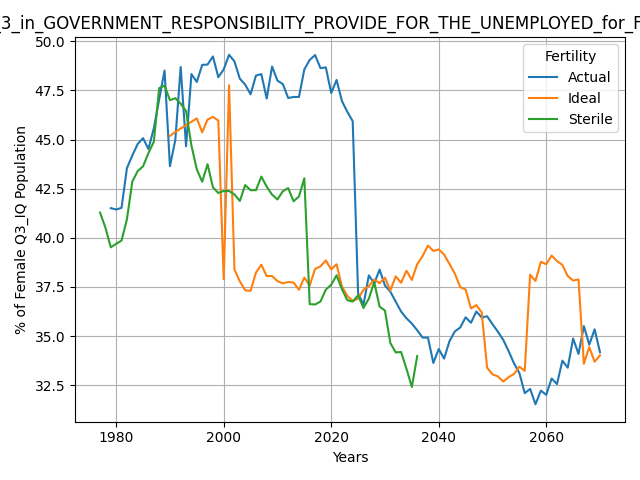 _3_in_GOVERNMENT_RESPONSIBILITY_PROVIDE_FOR_THE_UNEMPLOYED_for_F
Fertility
Actual
Ideal
Sterile
% of Female Q3_IQ Population
50.0
47.5
45.0
42.5
40.0
37.5
35.0
32.5
1980
2000
2020
2040
2060
Years